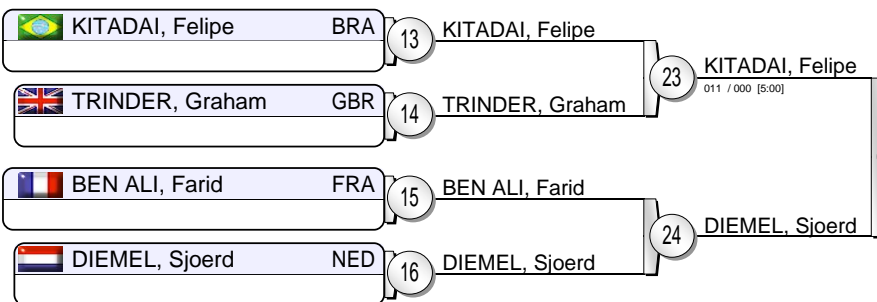 KITADAI, Felipe BRA
13
KITADAI, Felipe
TRINDER, Graham GBR
14
TRINDER, Graham
23
KITADAI, Felipe
011 / 000 [5:00]
BEN ALI, Farid FRA
15
BEN ALI, Farid
DIEMEL, Sjoerd NED
16
DIEMEL, Sjoerd
24
DIEMEL, Sjoerd